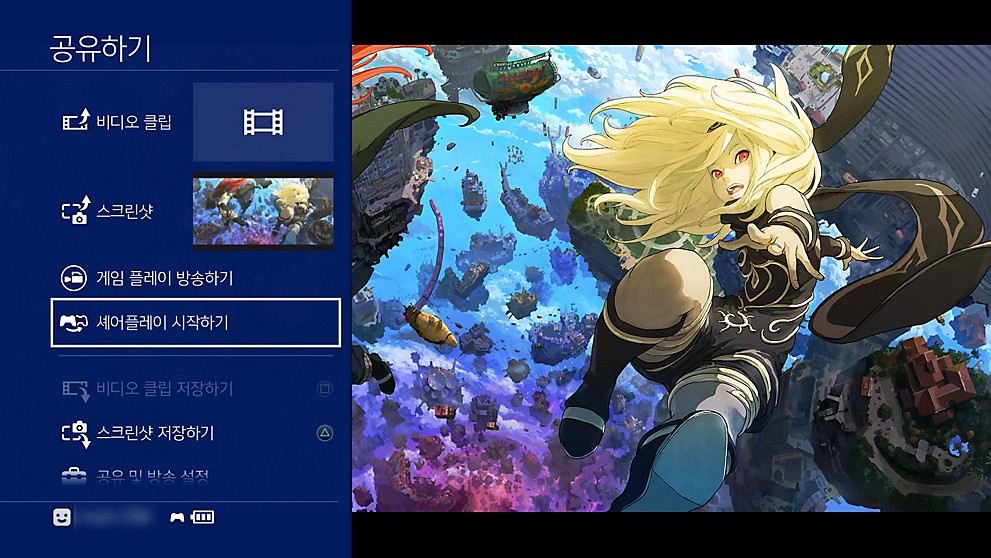 공유하기
비디오 클립
스크린샷
게임 플레이 방송하기
셰어플레이 시작하기
비디오 클립 저장하기
스크린샷 저장하기
공유 및 방송 설정